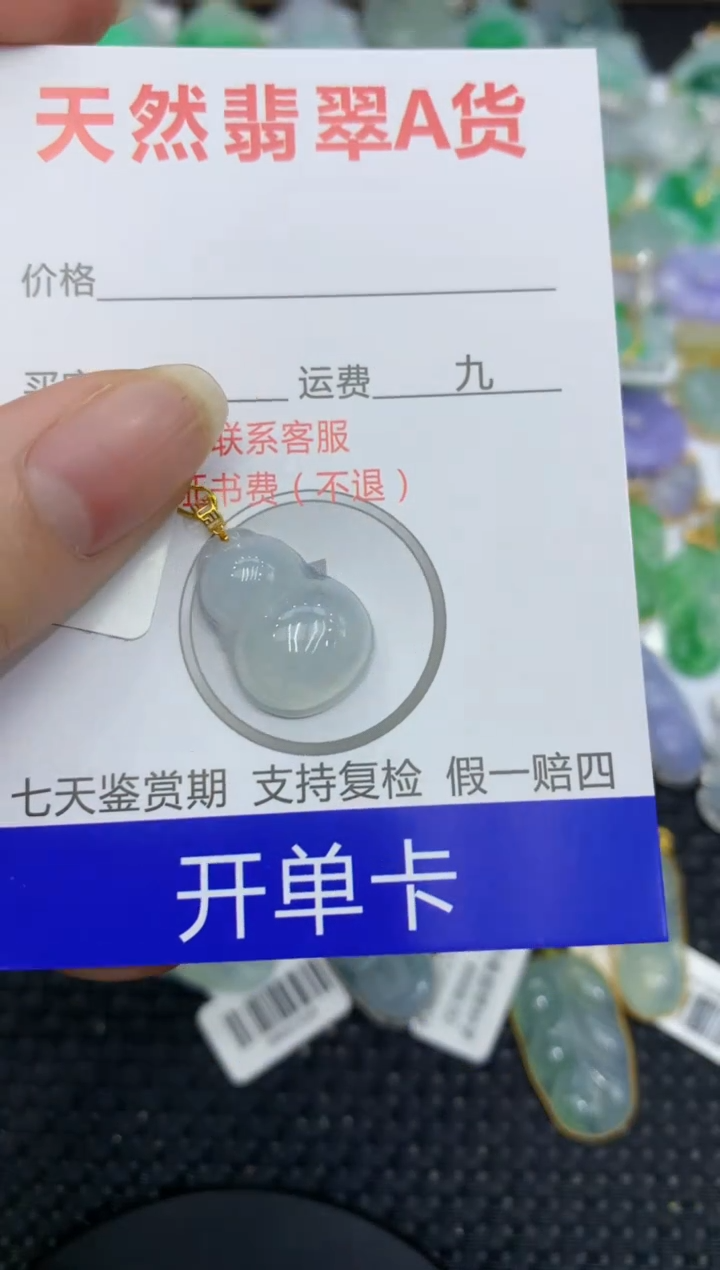 天然翡翠A货
价格
运费 九
联系客服
证书费（不退）
七天鉴赏期 支持复检 假一赔四
开单卡